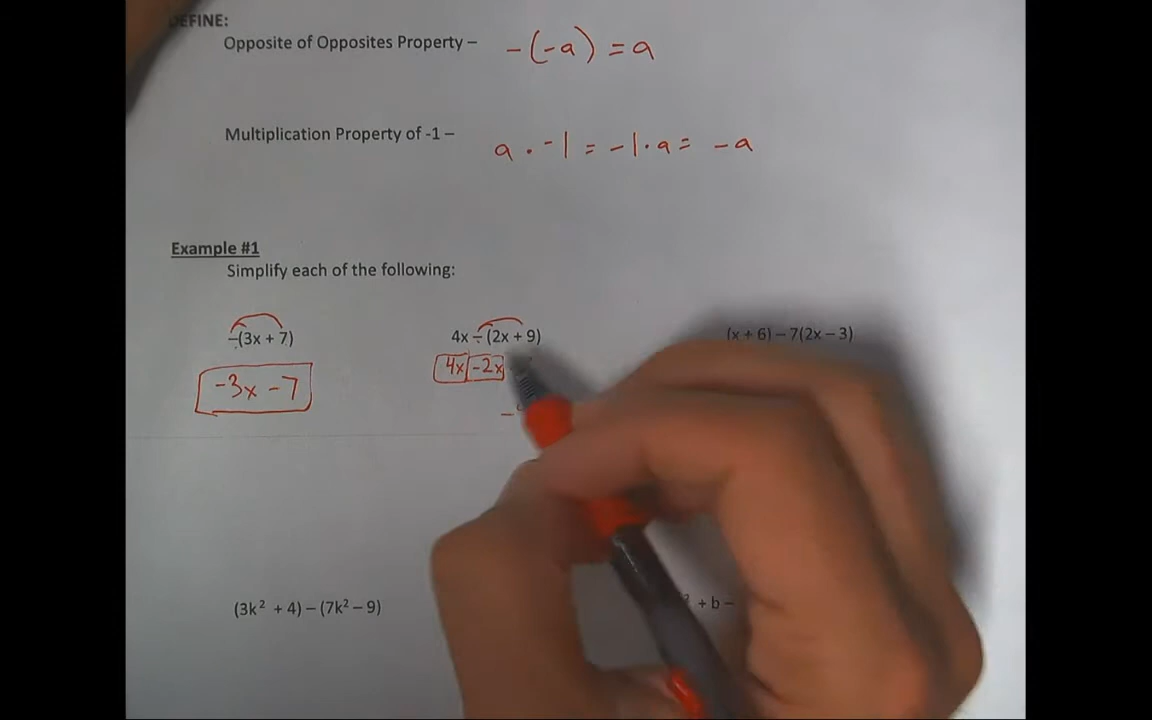 DEFINE:
Opposite of Opposites Property – -(-a) = a
Multiplication Property of -1 – a · -1 = -1 · a = -a
Example #1
Simplify each of the following:
–(3x + 7) 4x – (2x + 9) (x + 6) – 7(2x – 3)
-3x - 7 4x -2x
(3k² + 4) – (7k² – 9) + b –